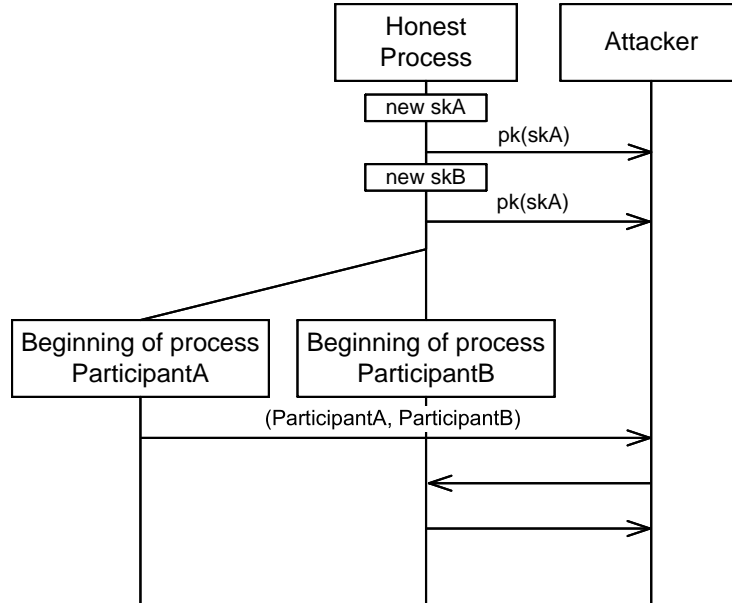 Honest
Process
Attacker
new skA
pk(skA)
new skB
pk(skA)
Beginning of process
ParticipantA
Beginning of process
ParticipantB
(ParticipantA, ParticipantB)